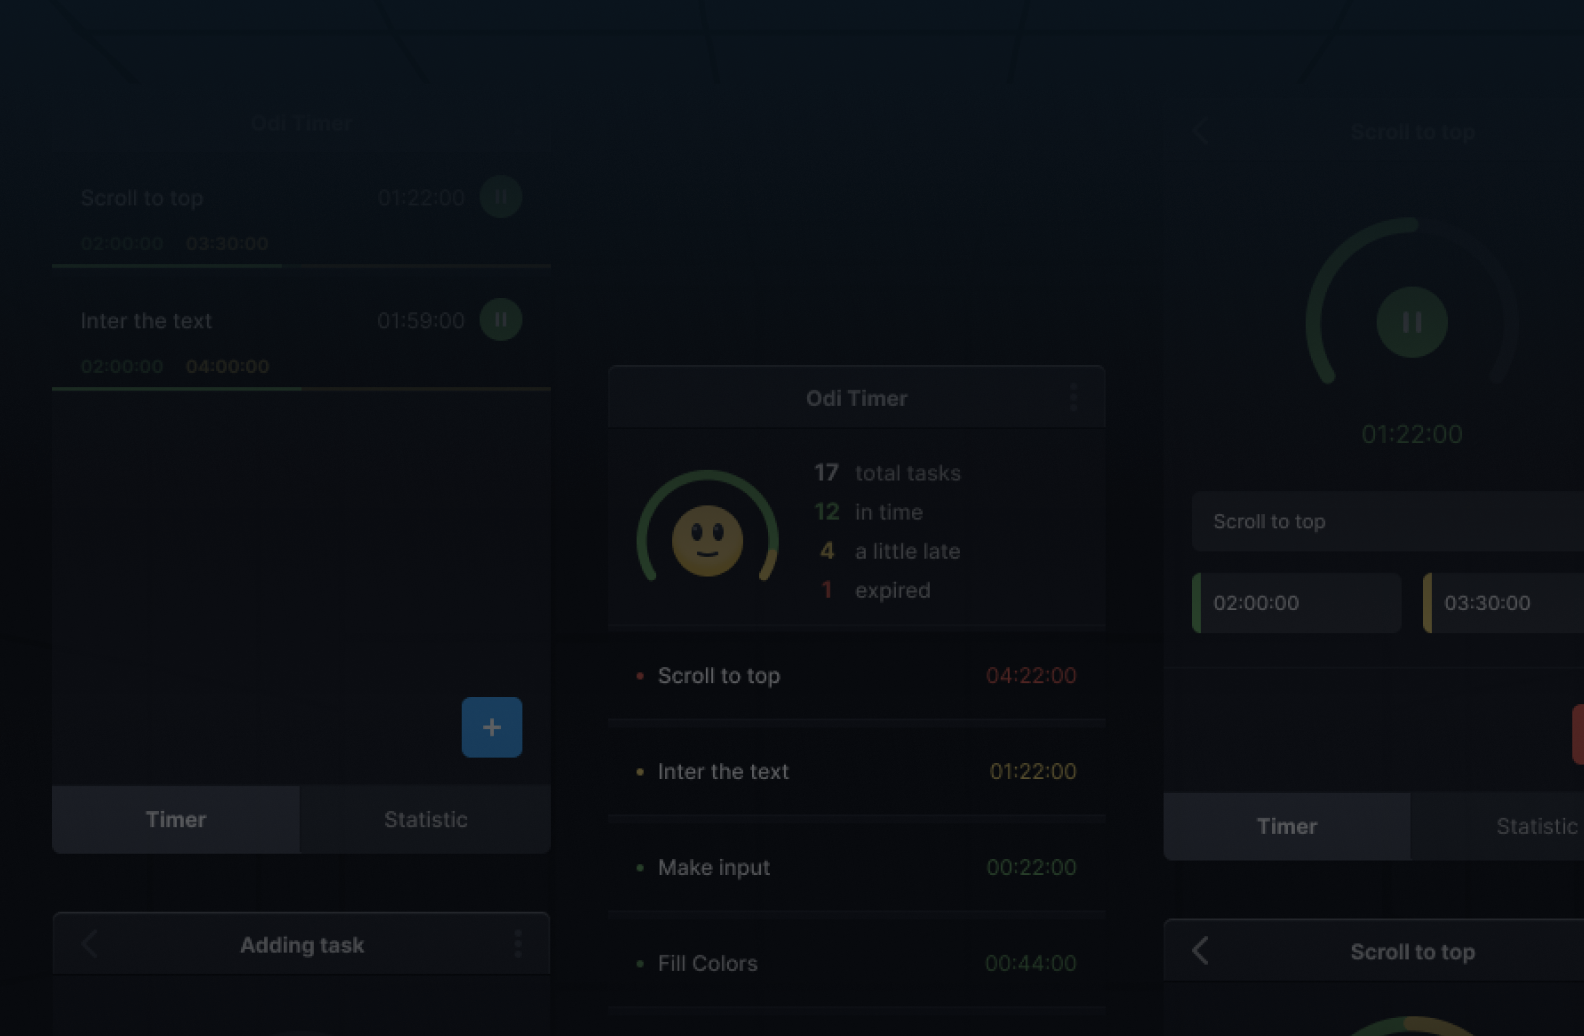 Odi Timer
Scroll to top 01:22:00
02:00:00 03:30:00
Inter the text 01:59:00
02:00:00 04:00:00
+
Timer Statistic
Adding task
Odi Timer
17 total tasks
12 in time
4 a little late
1 expired
Scroll to top 04:22:00
Inter the text 01:22:00
Make input 00:22:00
Fill Colors 00:44:00
Scroll to top
01:22:00
Scroll to top
02:00:00 03:30:00
Timer Statistic
Scroll to top